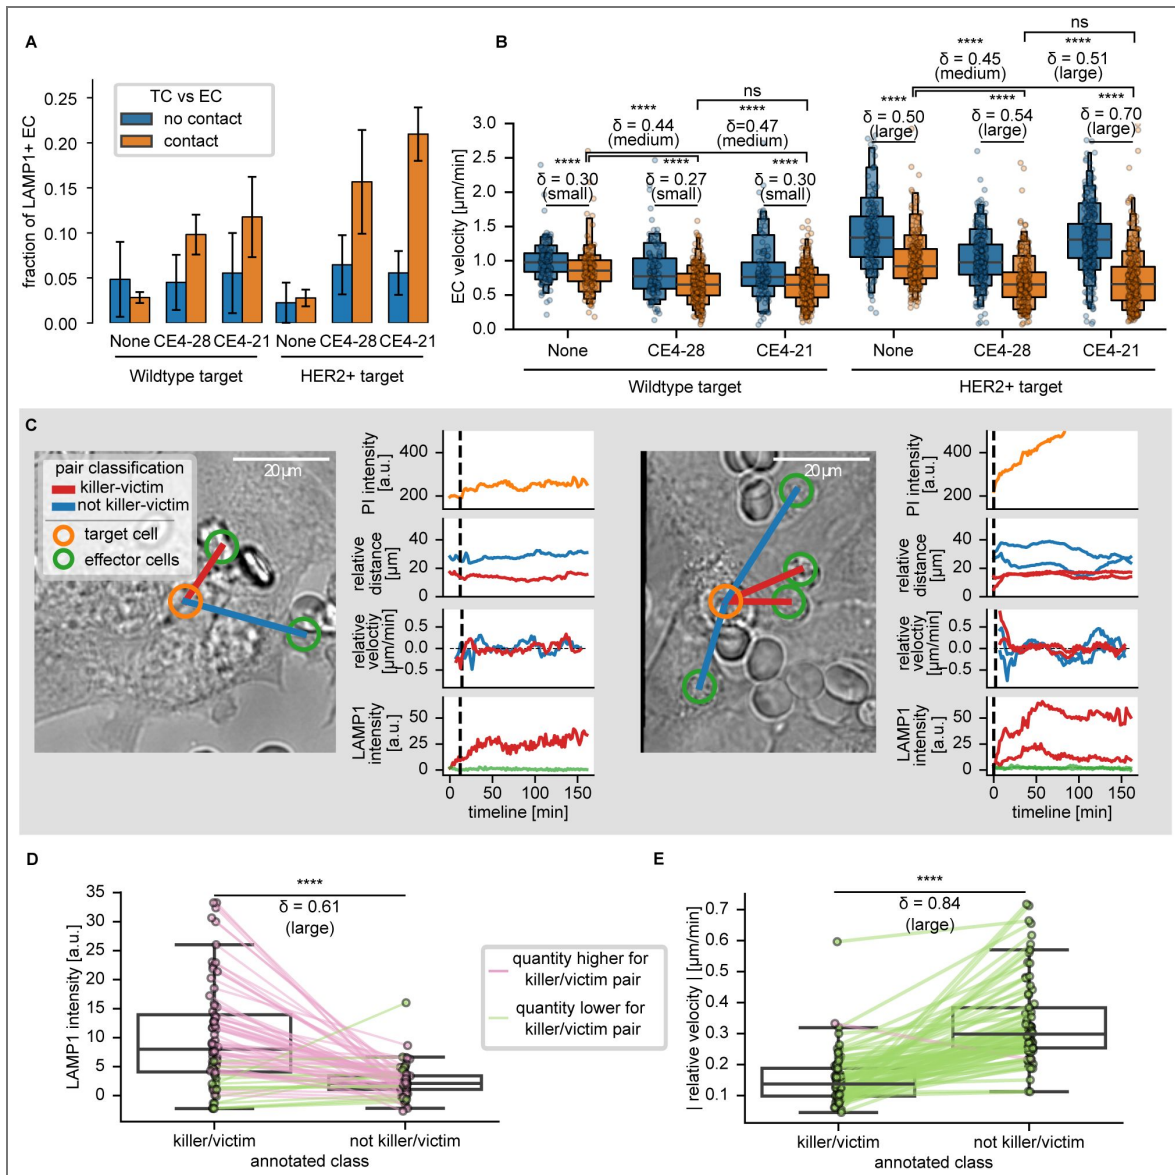 A
TC vs EC
no contact
contact
fraction of LAMP1+ EC
0.25
0.20
0.15
0.10
0.05
0.00
None CE4-28 CE4-21 None CE4-28 CE4-21
Wildtype target HER2+ target
B
ns
**** ****
δ = 0.45 δ = 0.51
(medium) (large)
ns
**** ****
δ = 0.44 δ=0.47
(medium) (medium)
**** **** ****
δ = 0.50 δ = 0.54 δ = 0.70
(large) (large) (large)
**** **** ****
δ = 0.30 δ = 0.27 δ = 0.30
(small) (small) (small)
EC velocity [µm/min]
3.0
2.5
2.0
1.5
1.0
0.5
0.0
None CE4-28 CE4-21 None CE4-28 CE4-21
Wildtype target HER2+ target
C
pair classification
killer-victim
not killer-victim
target cell
effector cells
20µm
PI intensity
[a.u.]
400
200
relative
distance
[µm]
40
20
0
relative
velocity
[µm/min]
0.5
0.0
0.5
LAMP1
intensity
[a.u.]
50
25
0
0 50 100 150
timeline [min]
20µm
PI intensity
[a.u.]
400
200
relative
distance
[µm]
40
20
0
relative
velocity
[µm/min]
0.5
0.0
0.5
LAMP1
intensity
[a.u.]
50
25
0
0 50 100 150
timeline [min]
D
****
δ = 0.61
(large)
LAMP1 intensity [a.u.]
35
30
25
20
15
10
5
0
killer/victim not killer/victim
annotated class
quantity higher for
killer/victim pair
quantity lower for
killer/victim pair
E
****
δ = 0.84
(large)
| relative velocity | [µm/min]
0.7
0.6
0.5
0.4
0.3
0.2
0.1
killer/victim not killer/victim
annotated class